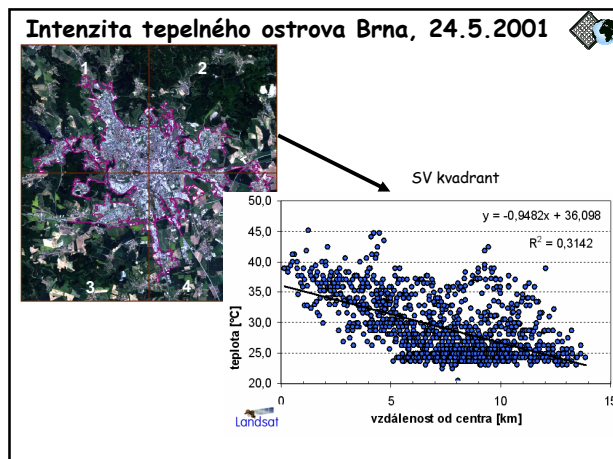 Intenzita tepelného ostrova Brna, 24.5.2001
1
2
3
4
SV kvadrant
y = -0,9482x + 36,098
R² = 0,3142
50,0
45,0
40,0
35,0
30,0
25,0
20,0
teplota [°C]
0
5
10
15
vzdálenost od centra [km]
Landsat